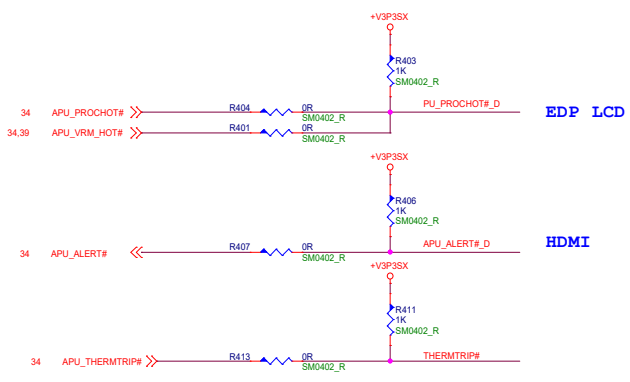 +V3P3SX
R403
1K
SM0402_R
34 APU_PROCHOT# R404 0R PU_PROCHOT#_D EDP LCD
SM0402_R
34,39 APU_VRM_HOT# R401 0R
SM0402_R
+V3P3SX
R406
1K
SM0402_R
34 APU_ALERT# R407 0R APU_ALERT#_D HDMI
SM0402_R
+V3P3SX
R411
1K
SM0402_R
34 APU_THERMTRIP# R413 0R THERMTRIP#
SM0402_R